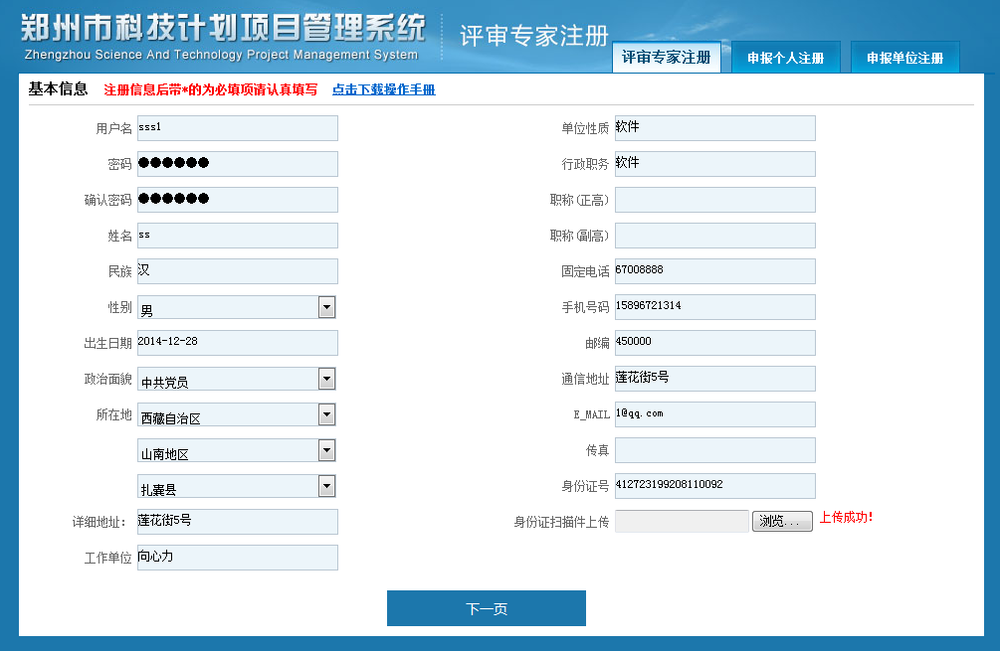 郑州市科技计划项目管理系统
Zhengzhou Science And Technology Project Management System
评审专家注册
评审专家注册 申报个人注册 申报单位注册
基本信息 注册信息后带*的为必填项请认真填写 点击下载操作手册
用户名 sss1
密码 ●●●●●●
确认密码 ●●●●●●
姓名 ss
民族 汉
性别 男
出生日期 2014-12-28
政治面貌 中共党员
所在地 西藏自治区
山南地区
扎囊县
详细地址: 莲花街5号
工作单位 向心力
单位性质 软件
行政职务 软件
职称(正高)
职称(副高)
固定电话 67008888
手机号码 15896721314
邮编 450000
通信地址 莲花街5号
E_MAIL 1@qq.com
传真
身份证号 412723199208110092
身份证扫描件上传 浏览... 上传成功!
下一页